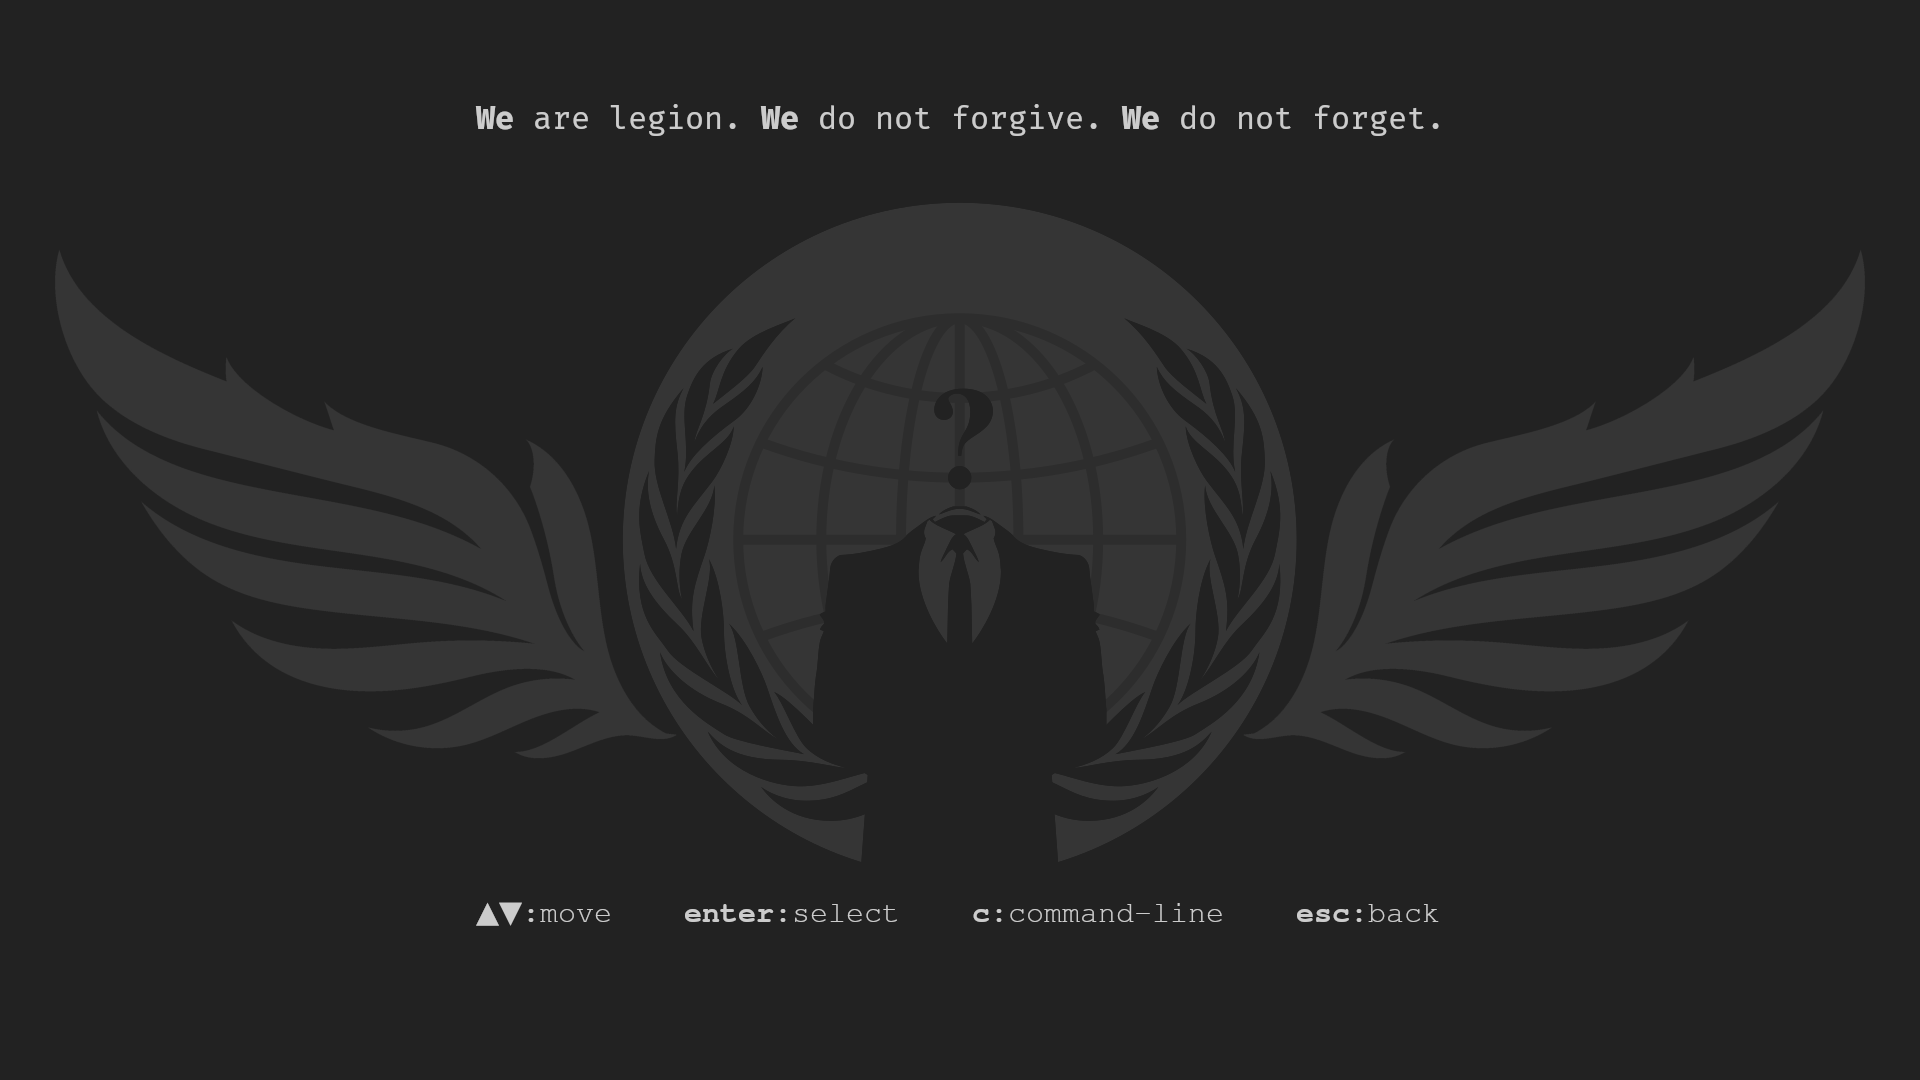 We are legion. We do not forgive. We do not forget.
?
▲▼:move enter:select c:command-line esc:back